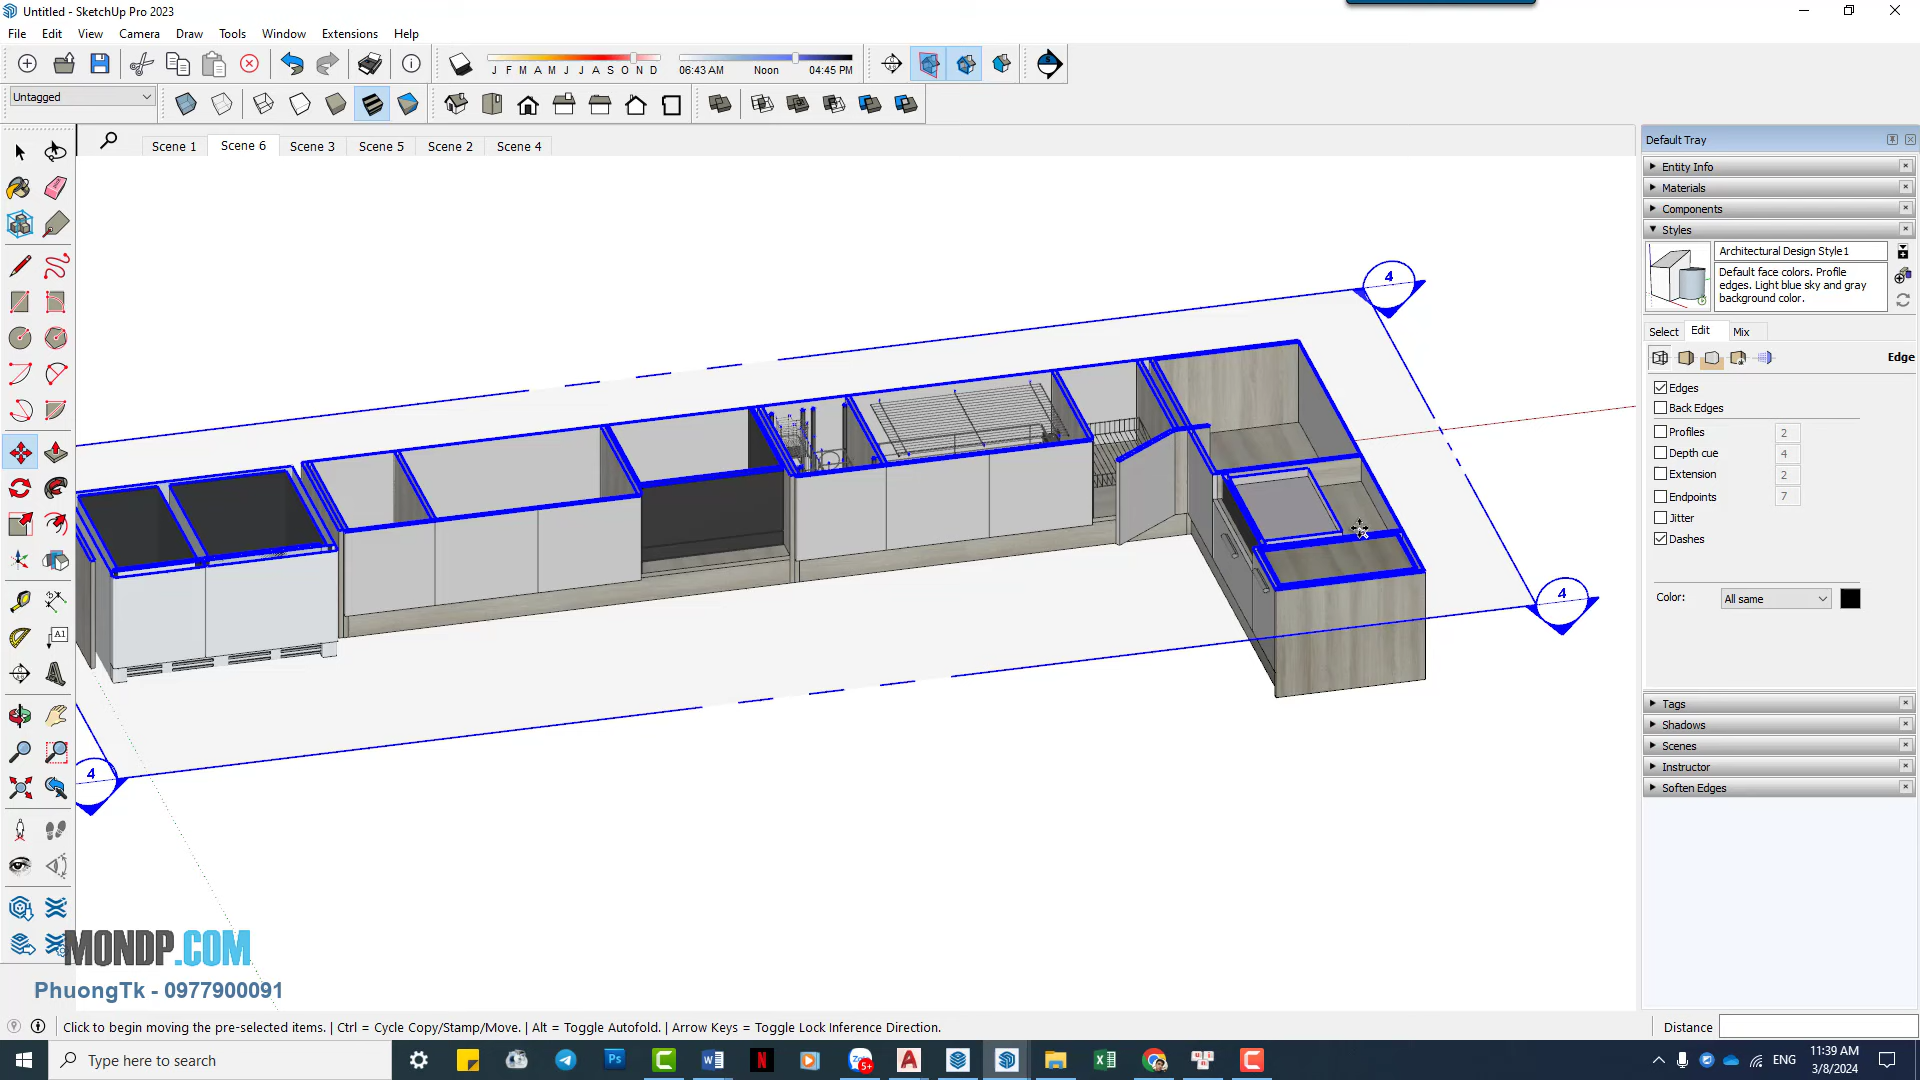 Untitled - SketchUp Pro 2023
File Edit View Camera Draw Tools Window Extensions Help
J F M A M J J A S O N D
06:43 AM Noon 04:45 PM
Untagged
Scene 1 Scene 6 Scene 3 Scene 5 Scene 2 Scene 4
Default Tray
Entity Info
Materials
Components
Styles
Architectural Design Style1
Default face colors. Profile
edges. Light blue sky and gray
background color.
Select Edit Mix
Edge
Edges
Back Edges
Profiles 2
Depth cue 4
Extension 2
Endpoints 7
Jitter
Dashes
Color: All same
Tags
Shadows
Scenes
Instructor
Soften Edges
4
4
4
A1
MONDP.COM
PhuongTk - 0977900091
Click to begin moving the pre-selected items. | Ctrl = Cycle Copy/Stamp/Move. | Alt = Toggle Autofold. | Arrow Keys = Toggle Lock Inference Direction.
Distance
Type here to search
Ps
Zalo
5+
ENG
11:39 AM
3/8/2024